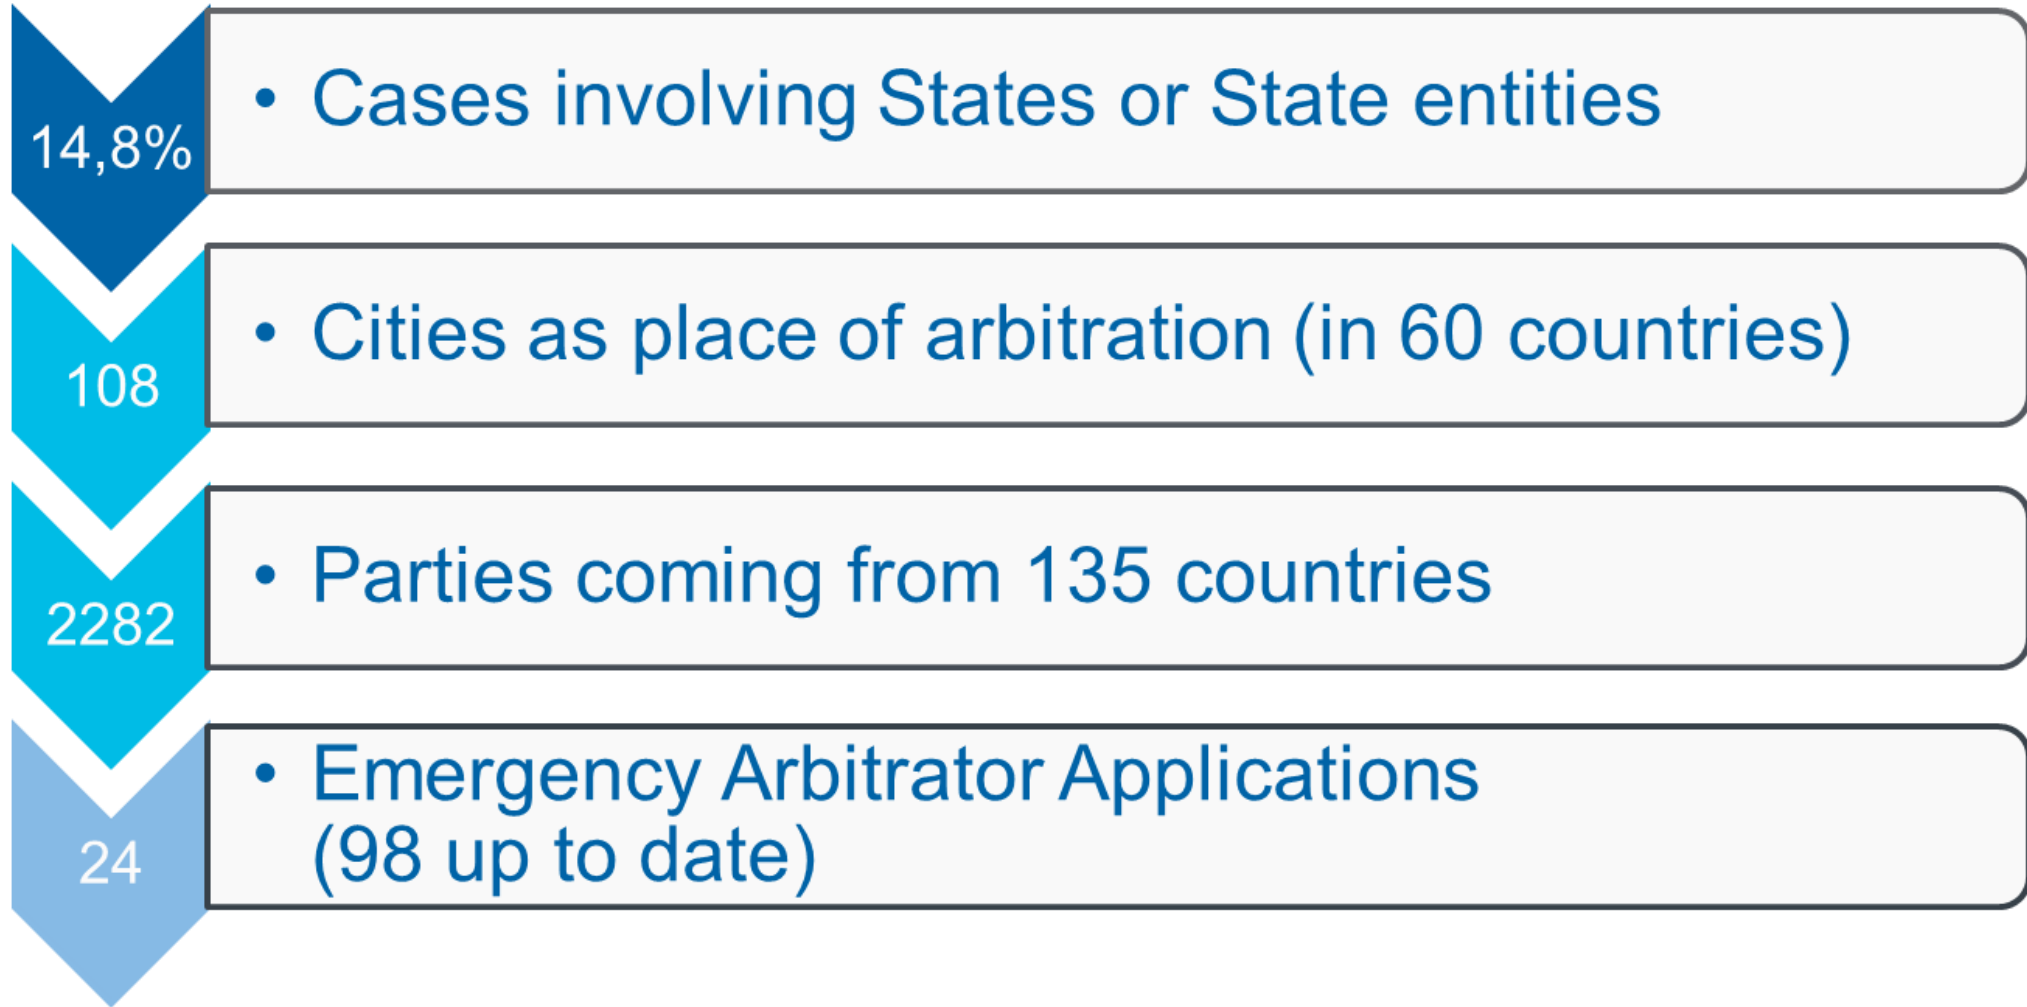 14,8%
• Cases involving States or State entities
108
• Cities as place of arbitration (in 60 countries)
2282
• Parties coming from 135 countries
24
• Emergency Arbitrator Applications
(98 up to date)